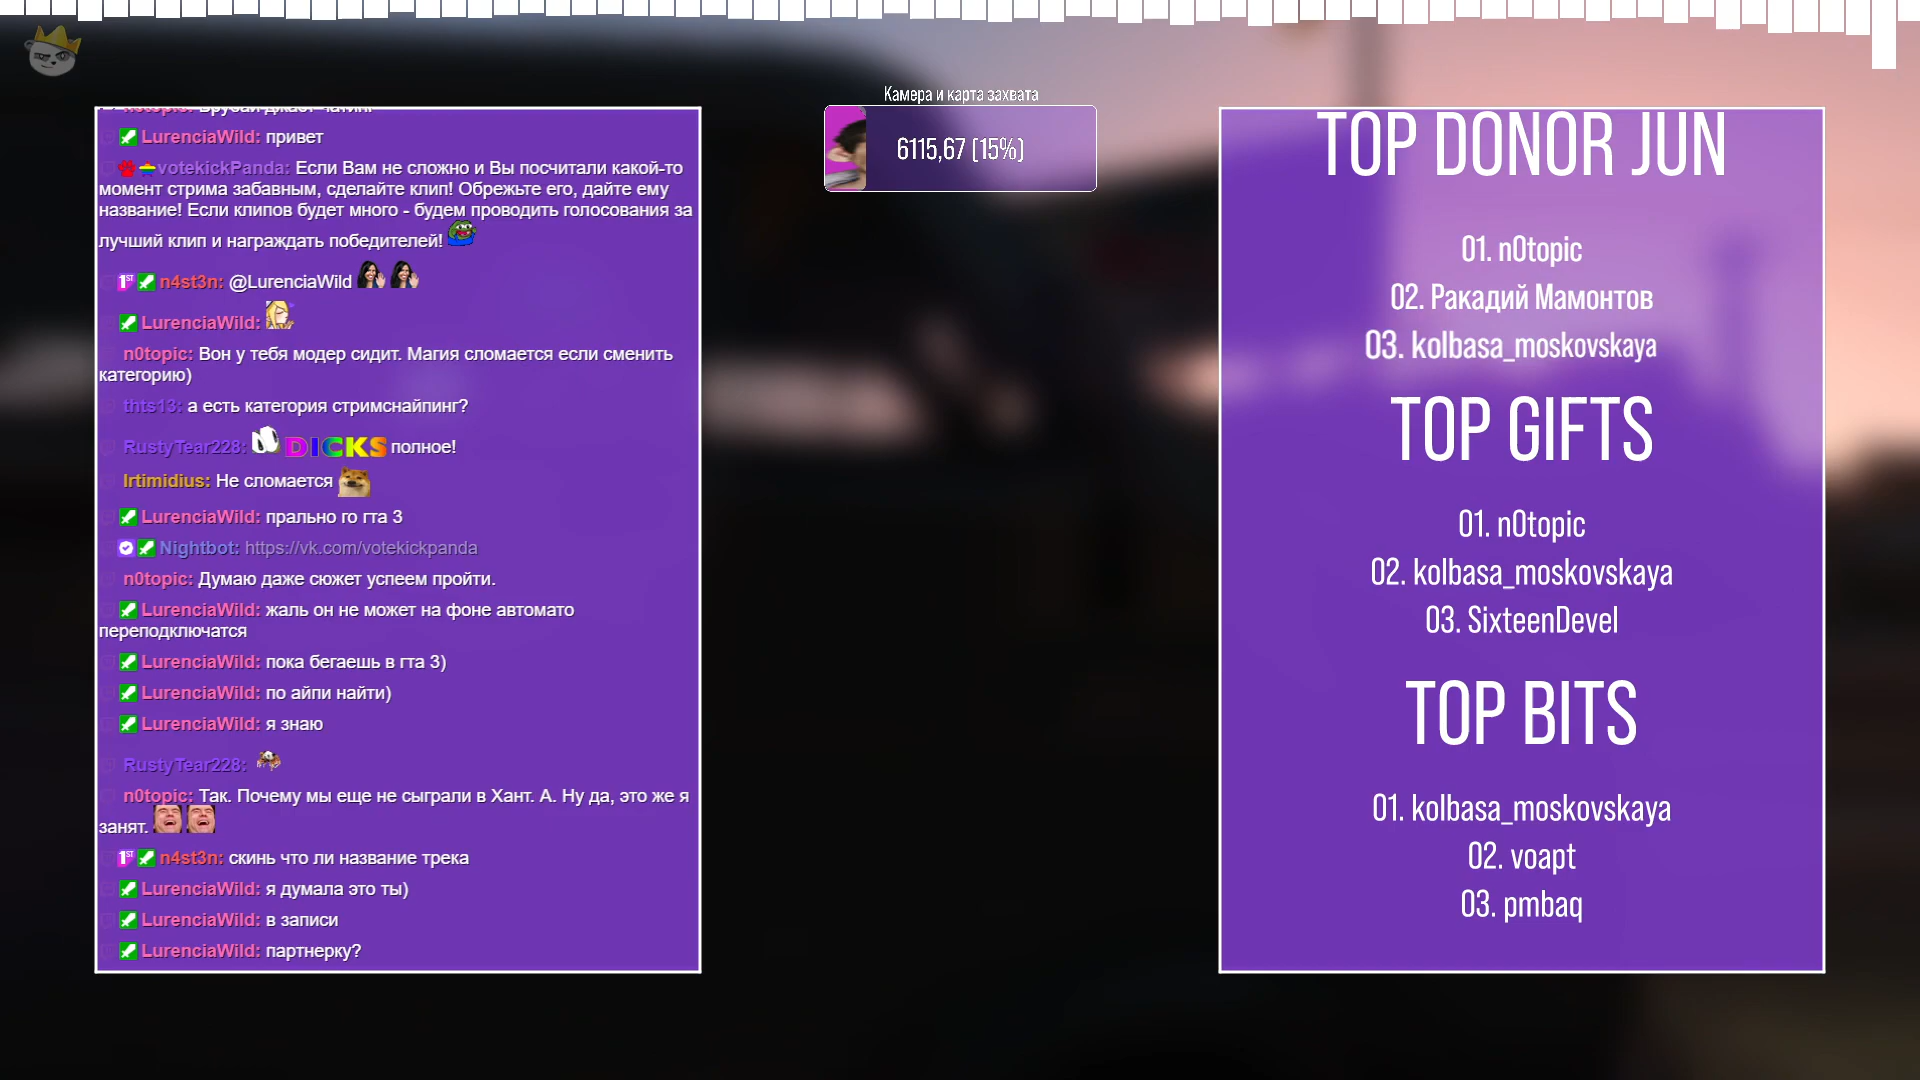 LurenciaWild: привет
votekickPanda: Если Вам не сложно и Вы посчитали какой-то
момент стрима забавным, сделайте клип! Обрежьте его, дайте ему
название! Если клипов будет много - будем проводить голосования за
лучший клип и награждать победителей!
1ST n4st3n: @LurenciaWild
LurenciaWild:
n0topic: Вон у тебя модер сидит. Магия сломается если сменить
категорию)
thts13: а есть категория стримснайпинг?
RustyTear228: DICKS полное!
Irtimidius: Не сломается
LurenciaWild: прально го гта 3
Nightbot: https://vk.com/votekickpanda
n0topic: Думаю даже сюжет успеем пройти.
LurenciaWild: жаль он не может на фоне автомато
переподключатся
LurenciaWild: пока бегаешь в гта 3)
LurenciaWild: по айпи найти)
LurenciaWild: я знаю
RustyTear228:
n0topic: Так. Почему мы еще не сыграли в Хант. А. Ну да, это же я
занят.
1ST n4st3n: скинь что ли название трека
LurenciaWild: я думала это ты)
LurenciaWild: в записи
LurenciaWild: партнерку?
Камера и карта захвата
6115,67 (15%)
TOP DONOR JUN
01. n0topic
02. Ракадий Мамонтов
03. kolbasa_moskovskaya
TOP GIFTS
01. n0topic
02. kolbasa_moskovskaya
03. SixteenDevel
TOP BITS
01. kolbasa_moskovskaya
02. voapt
03. pmbaq